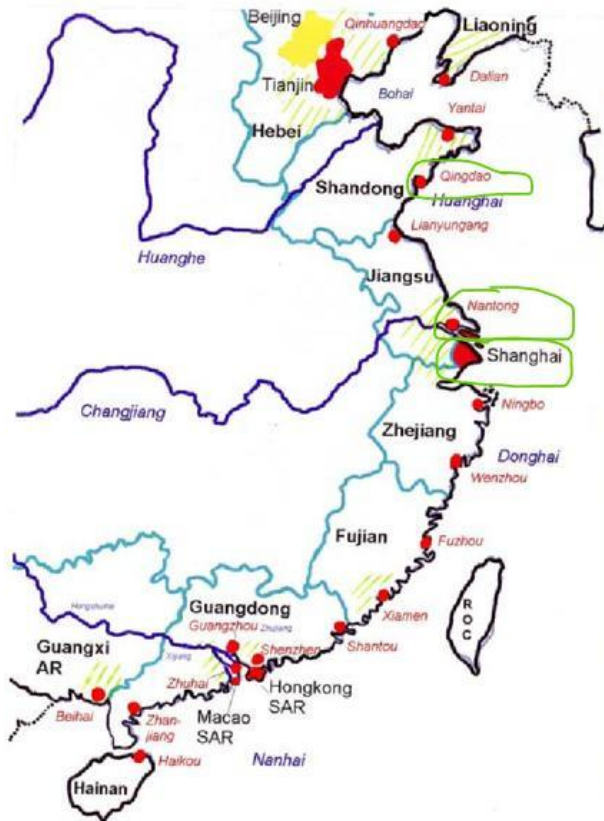 Beijing
Qinhuangdao
Liaoning
Tianjin
Bohai
Dalian
Yantai
Hebei
Shandong
Qingdao
Huanghai
Lianyungang
Huanghe
Jiangsu
Nantong
Shanghai
Changjiang
Ningbo
Zhejiang
Donghai
Wenzhou
Fujian
Fuzhou
ROC
Hongshuihe
Guangdong
Xiamen
Guangzhou
Zhujiang
Shantou
Guangxi
AR
Xijiang
Shenzhen
Zhuhai
Hongkong
SAR
Beihai
Zhan-
jiang
Macao
SAR
Haikou
Nanhai
Hainan